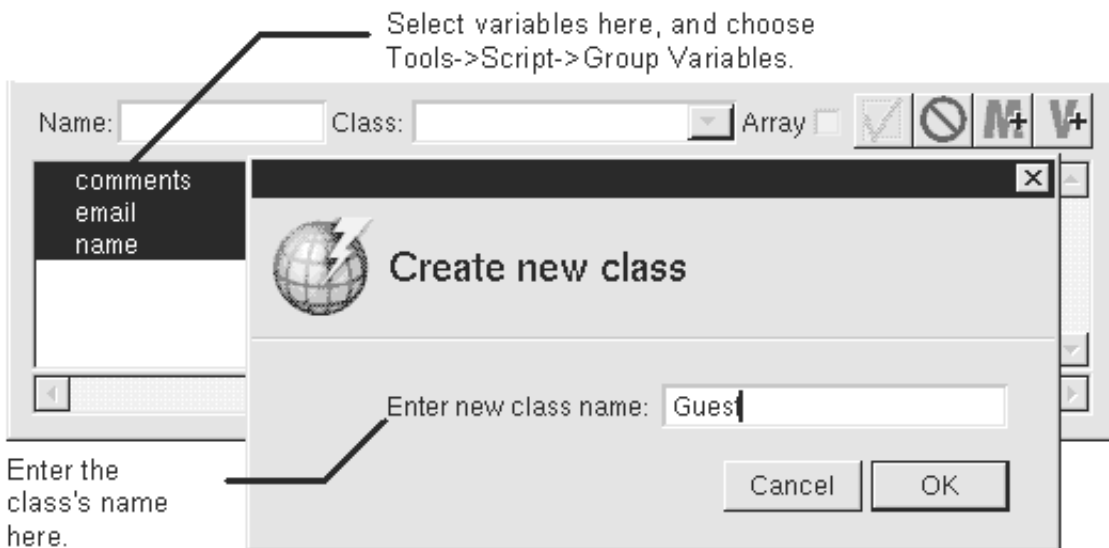 Select variables here, and choose
Tools->Script->Group Variables.
Name: Class: Array M+ V+
comments
email
name
Create new class
Enter new class name: Guest
Cancel OK
Enter the
class's name
here.